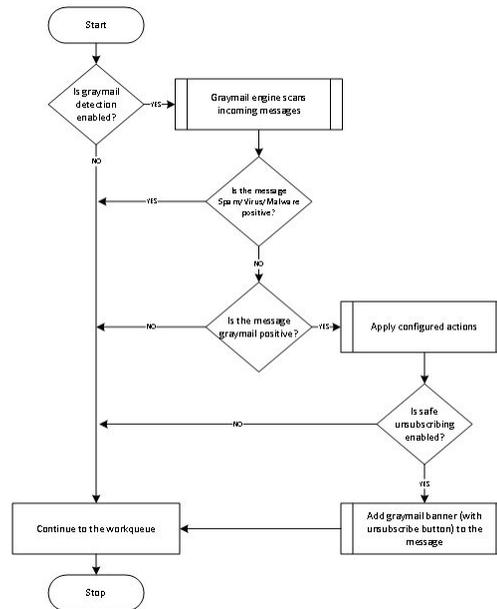 Start
Is graymail
detection
enabled?
YES
Graymail engine scans
incoming messages
NO
Is the message
Spam/Virus/Malware
positive?
YES
NO
Is the message
graymail positive?
NO
YES
Apply configured actions
Is safe
unsubscribing
enabled?
NO
YES
Continue to the workqueue
Add graymail banner (with
unsubscribe button) to the
message
Stop